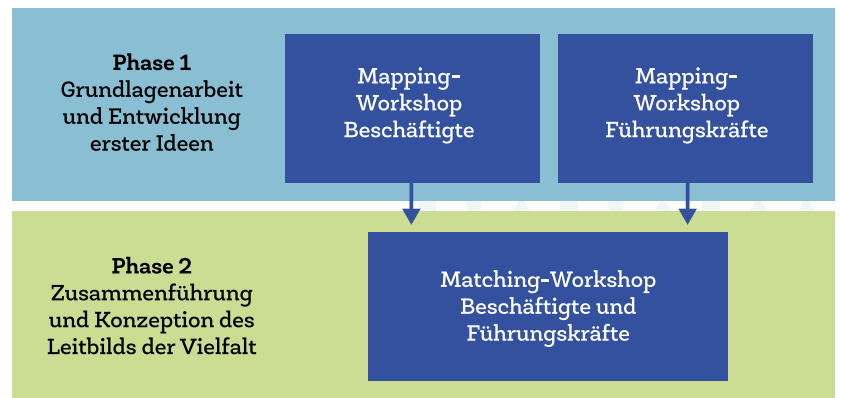 Phase 1
Grundlagenarbeit
und Entwicklung
erster Ideen
Mapping-
Workshop
Beschäftigte
Mapping-
Workshop
Führungskräfte
Phase 2
Zusammenführung
und Konzeption des
Leitbilds der Vielfalt
Matching-Workshop
Beschäftigte und
Führungskräfte